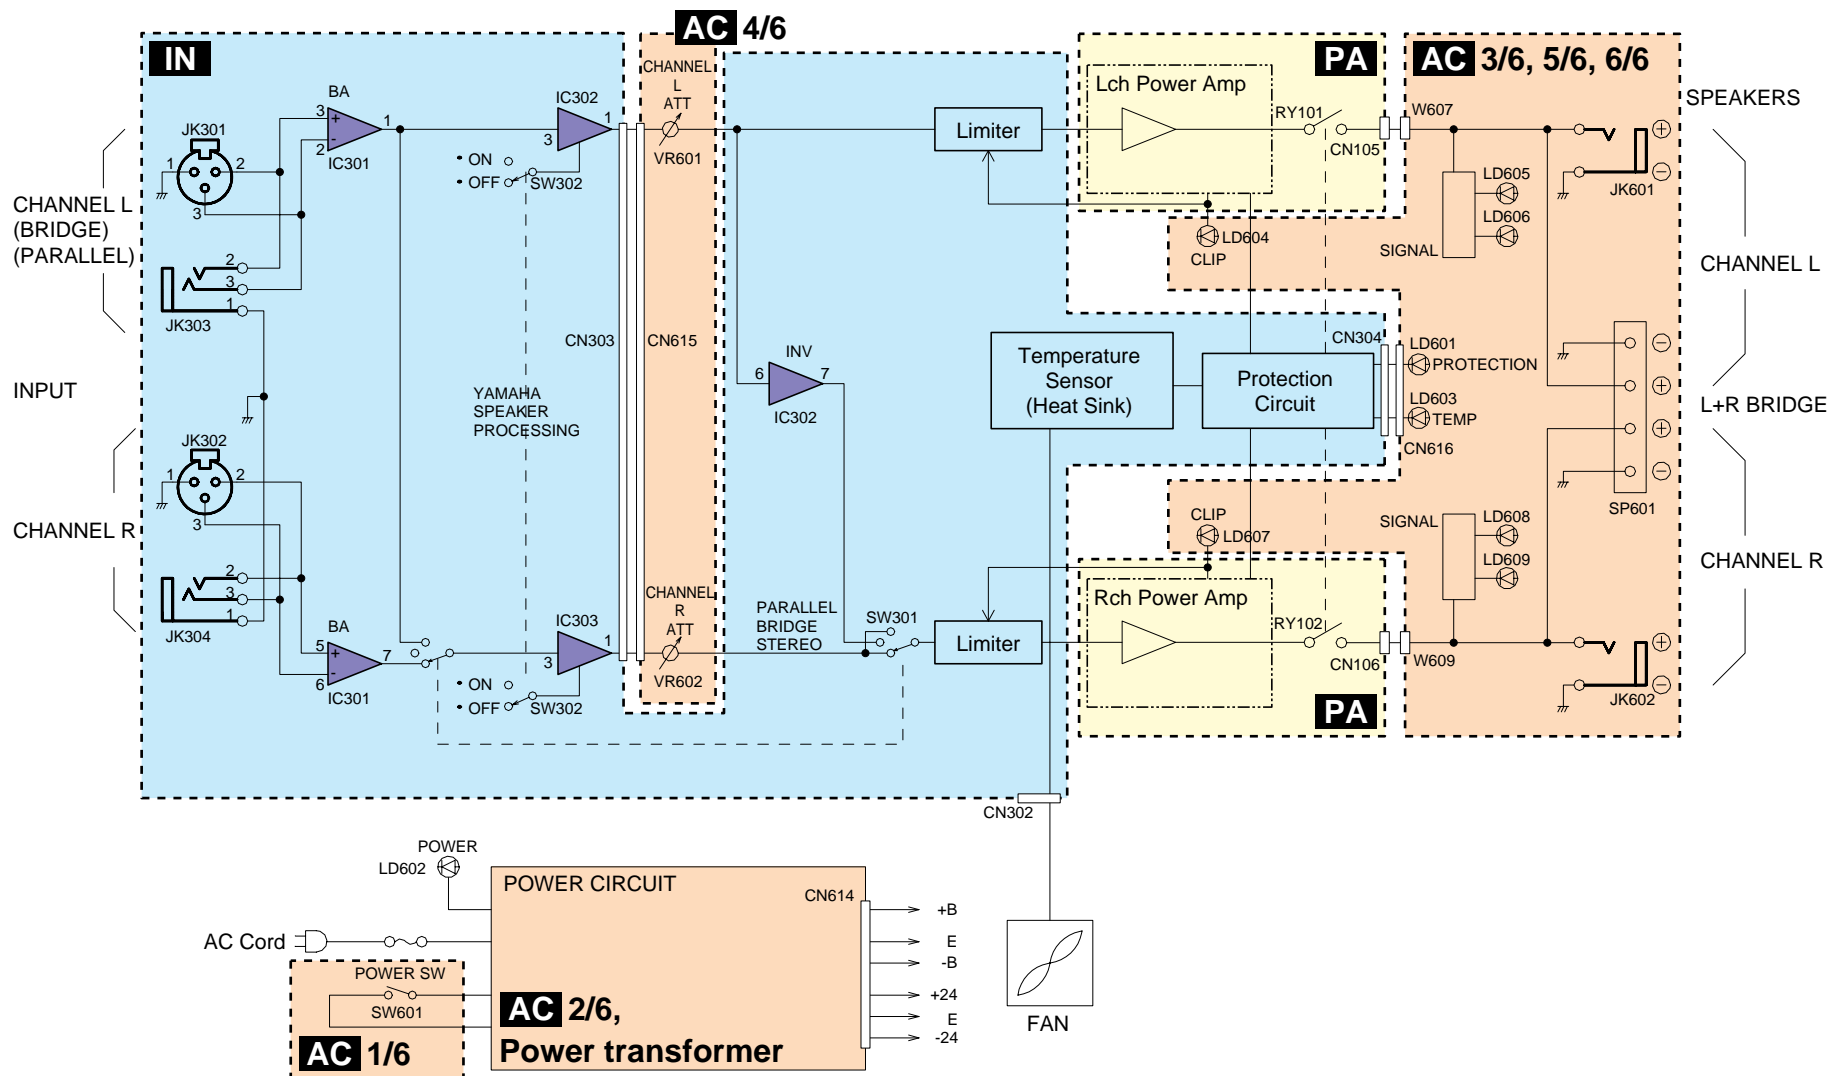 IN
AC 4/6
PA
AC 3/6, 5/6, 6/6
SPEAKERS
CHANNEL
L
ATT
VR601
BA
3
+
-
2
1
IC301
IC302
3
1
JK301
1
2
3
• ON
• OFF
SW302
CHANNEL L
(BRIDGE)
(PARALLEL)
2
3
1
JK303
INPUT
Limiter
Lch Power Amp
RY101
CN105
W607
LD604
CLIP
SIGNAL
LD605
LD606
+
-
JK601
CHANNEL L
CN303
CN615
INV
6
7
IC302
YAMAHA
SPEAKER
PROCESSING
Temperature
Sensor
(Heat Sink)
Protection
Circuit
CN304
LD601
PROTECTION
LD603
TEMP
CN616
-
+
+
-
SP601
L+R BRIDGE
JK302
1
2
3
CHANNEL R
2
3
1
JK304
BA
5
+
-
6
7
IC301
IC303
3
1
• ON
• OFF
SW302
CHANNEL
R
ATT
VR602
PARALLEL
BRIDGE
STEREO
SW301
Limiter
CLIP
LD607
Rch Power Amp
RY102
CN106
W609
SIGNAL
LD608
LD609
+
-
JK602
CHANNEL R
PA
CN302
FAN
POWER
LD602
POWER CIRCUIT
CN614
+B
E
-B
+24
E
-24
AC Cord
POWER SW
SW601
AC 1/6
AC 2/6,
Power transformer